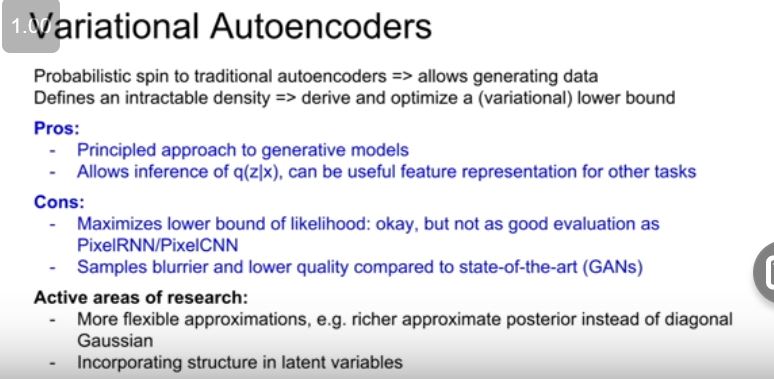 1.00
Variational Autoencoders
Probabilistic spin to traditional autoencoders => allows generating data
Defines an intractable density => derive and optimize a (variational) lower bound
Pros:
- Principled approach to generative models
- Allows inference of q(z|x), can be useful feature representation for other tasks
Cons:
- Maximizes lower bound of likelihood: okay, but not as good evaluation as
PixelRNN/PixelCNN
- Samples blurrier and lower quality compared to state-of-the-art (GANs)
Active areas of research:
- More flexible approximations, e.g. richer approximate posterior instead of diagonal
Gaussian
- Incorporating structure in latent variables